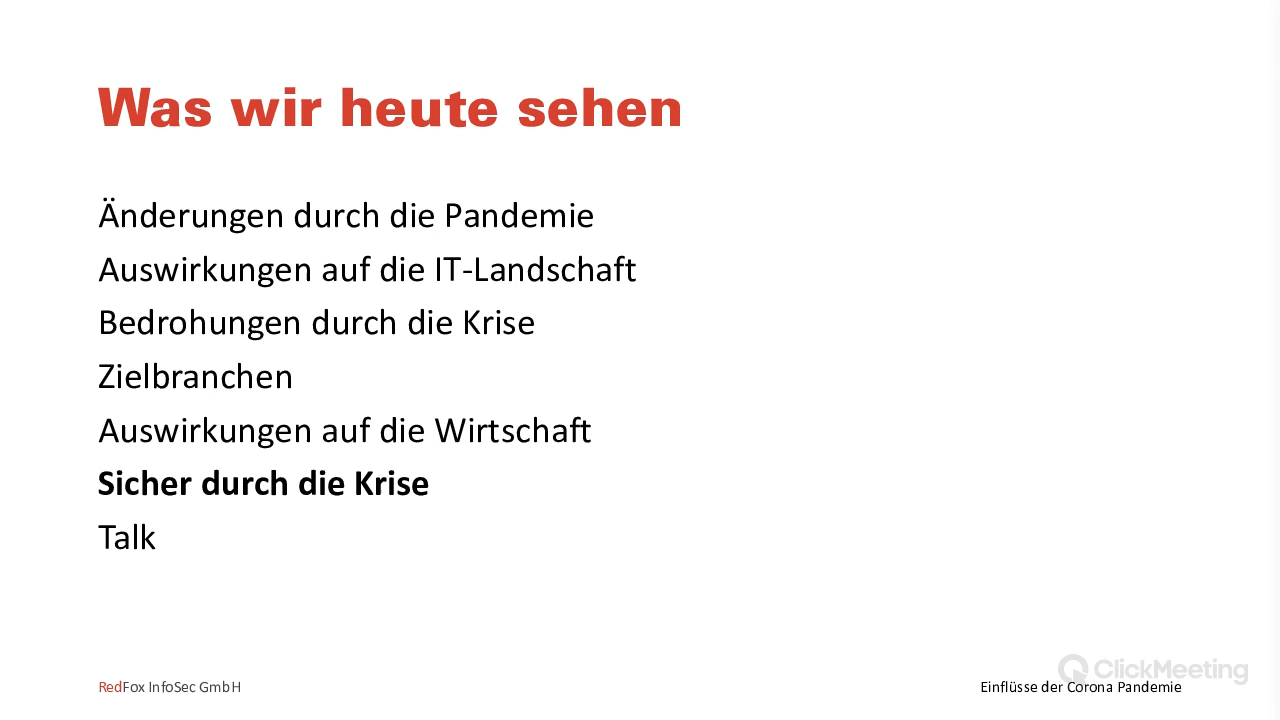 Was wir heute sehen
Änderungen durch die Pandemie
Auswirkungen auf die IT-Landschaft
Bedrohungen durch die Krise
Zielbranchen
Auswirkungen auf die Wirtschaft
Sicher durch die Krise
Talk
ClickMeeting
RedFox InfoSec GmbH
Einflüsse der Corona Pandemie